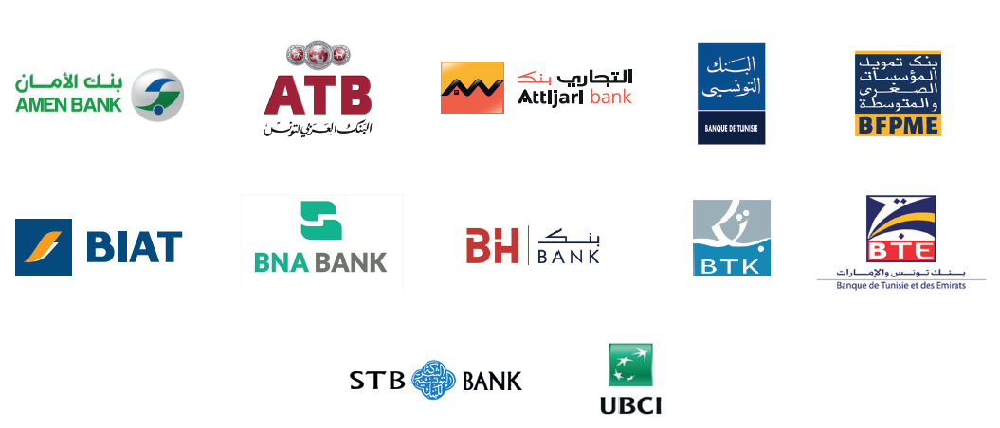 بنك الأمان
AMEN BANK
ATB
البنك العربي لتونس
التجاري بنك
Attijari bank
البنك
التونسي
BANQUE DE TUNISIE
بنك تمويل
المؤسسات
الصغرى
والمتوسطة
BFPME
BIAT
BNA BANK
BH
بنك
BANK
BTK
BTE
بنك تونس والإمارات
Banque de Tunisie et des Emirats
STB
BANK
UBCI